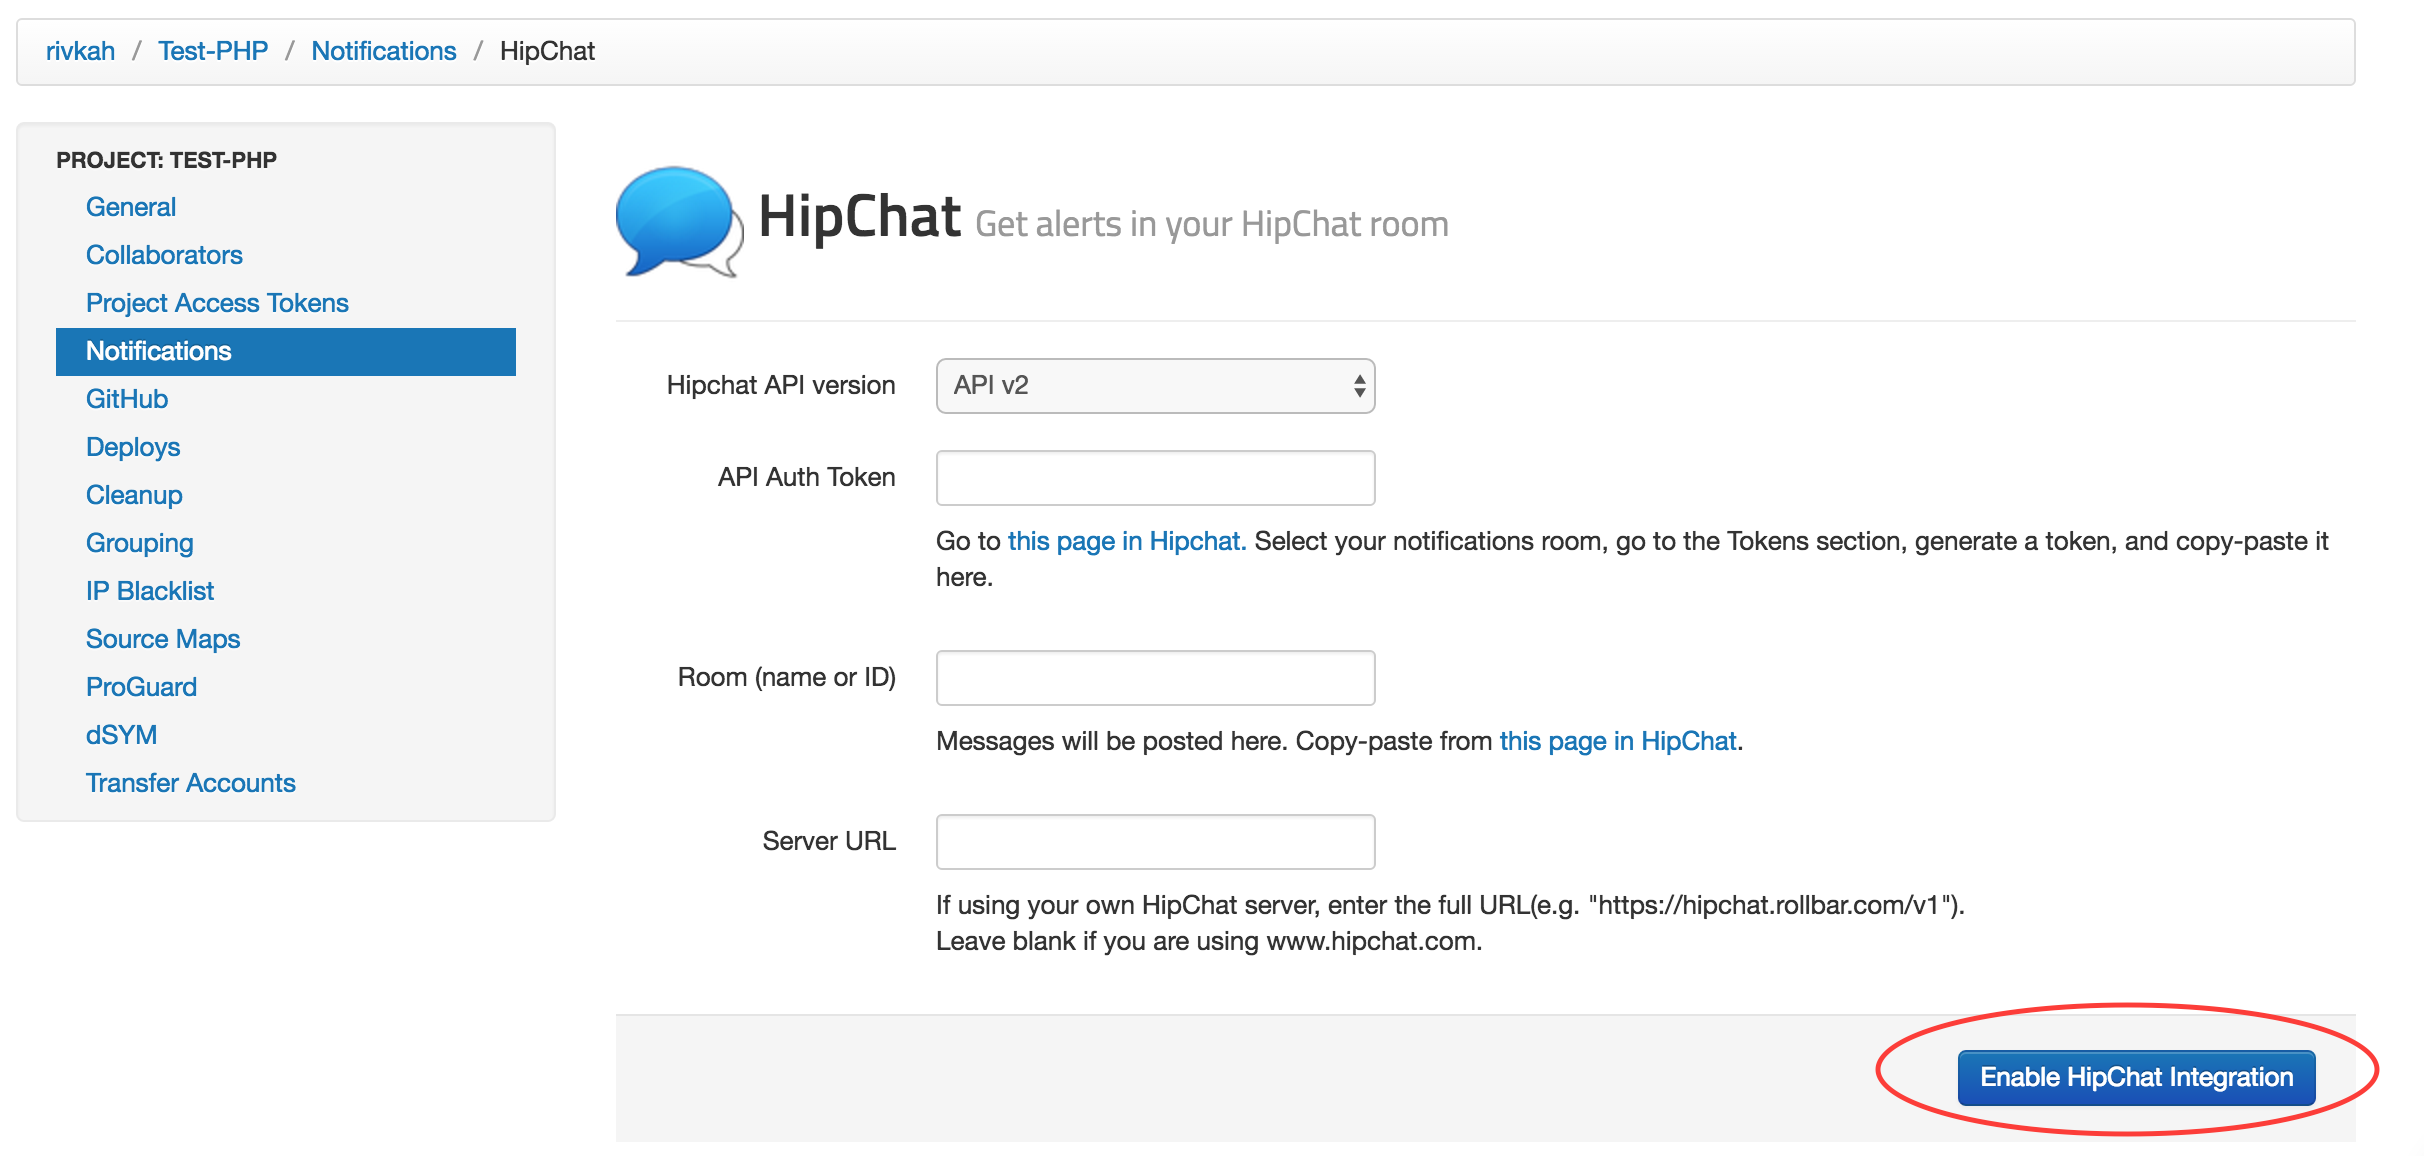 rivkah / Test-PHP / Notifications / HipChat
PROJECT: TEST-PHP
General
Collaborators
Project Access Tokens
Notifications
GitHub
Deploys
Cleanup
Grouping
IP Blacklist
Source Maps
ProGuard
dSYM
Transfer Accounts
HipChat Get alerts in your HipChat room
Hipchat API version API v2
API Auth Token
Go to this page in Hipchat. Select your notifications room, go to the Tokens section, generate a token, and copy-paste it
here.
Room (name or ID)
Messages will be posted here. Copy-paste from this page in HipChat.
Server URL
If using your own HipChat server, enter the full URL(e.g. "https://hipchat.rollbar.com/v1").
Leave blank if you are using www.hipchat.com.
Enable HipChat Integration